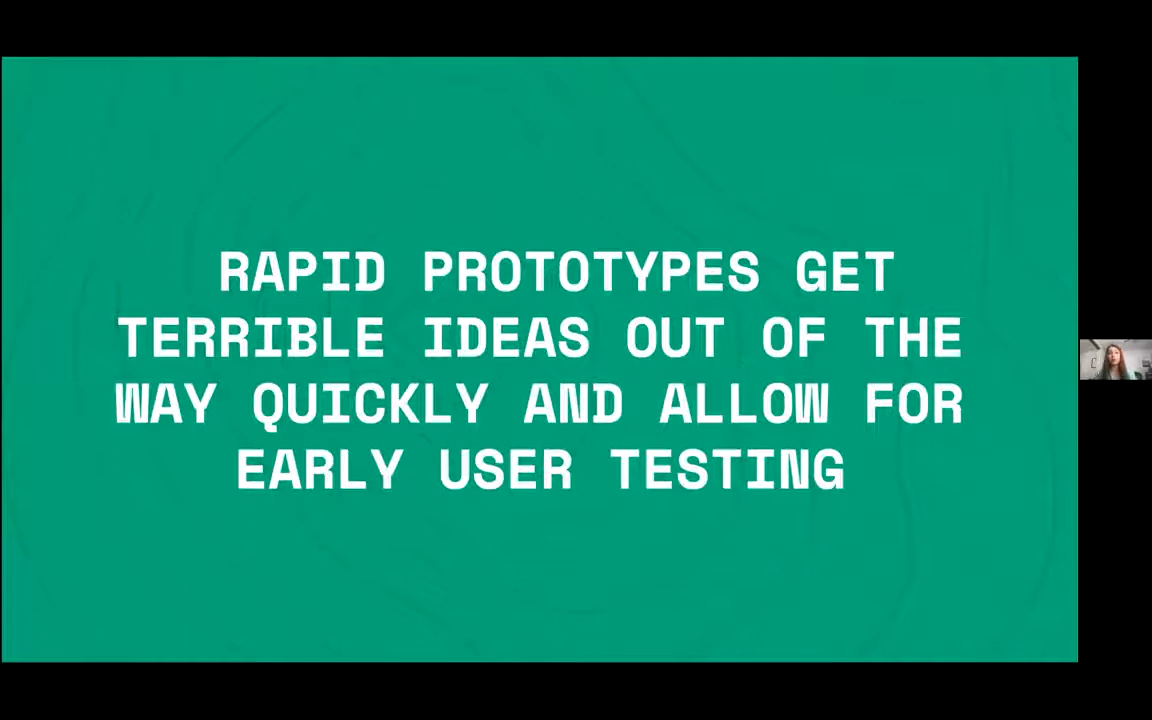 RAPID PROTOTYPES GET
TERRIBLE IDEAS OUT OF THE
WAY QUICKLY AND ALLOW FOR
EARLY USER TESTING